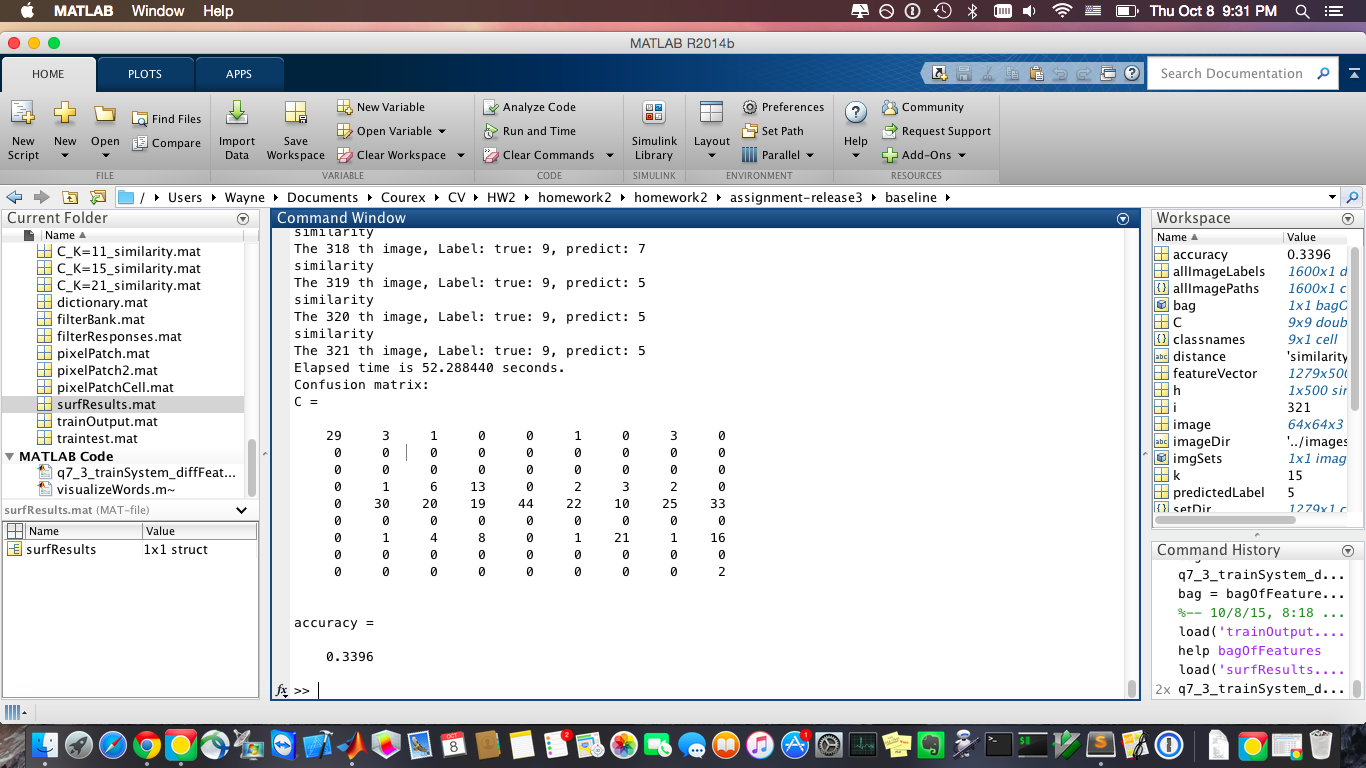 MATLAB Window Help Thu Oct 8 9:31 PM
MATLAB R2014b
HOME PLOTS APPS Search Documentation
New Script
New
Open
Find Files
Compare
FILE
Import Data
Save Workspace
New Variable
Open Variable
Clear Workspace
VARIABLE
Analyze Code
Run and Time
Clear Commands
CODE
Simulink Library
SIMULINK
Layout
Preferences
Set Path
Parallel
ENVIRONMENT
Help
Community
Request Support
Add-Ons
RESOURCES
/ Users Wayne Documents Courex CV HW2 homework2 homework2 assignment-release3 baseline
Current Folder
Name
C_K=11_similarity.mat
C_K=15_similarity.mat
C_K=21_similarity.mat
dictionary.mat
filterBank.mat
filterResponses.mat
pixelPatch.mat
pixelPatch2.mat
pixelPatchCell.mat
surfResults.mat
trainOutput.mat
traintest.mat
MATLAB Code
q7_3_trainSystem_diffFeat...
visualizeWords.m~
surfResults.mat (MAT-file)
Name Value
surfResults 1x1 struct
Command Window
similarity
The 318 th image, Label: true: 9, predict: 7
similarity
The 319 th image, Label: true: 9, predict: 5
similarity
The 320 th image, Label: true: 9, predict: 5
similarity
The 321 th image, Label: true: 9, predict: 5
Elapsed time is 52.288440 seconds.
Confusion matrix:
C =
29 3 1 0 0 1 0 3 0
0 0 0 0 0 0 0 0 0
0 0 0 0 0 0 0 0 0
0 1 6 13 0 2 3 2 0
0 30 20 19 44 22 10 25 33
0 0 0 0 0 0 0 0 0
0 1 4 8 0 1 21 1 16
0 0 0 0 0 0 0 0 0
0 0 0 0 0 0 0 0 2
accuracy =
0.3396
fx >>
Workspace
Name Value
accuracy 0.3396
allImageLabels 1600x1 d
allImagePaths 1600x1 c
bag 1x1 bagO
C 9x9 doub
classnames 9x1 cell
distance 'similarity
featureVector 1279x500
h 1x500 sin
i 321
image 64x64x3
imageDir '../images
imgSets 1x1 imag
k 15
predictedLabel 5
setDir 1279x1 c
Command History
q7_3_trainSystem_d...
bag = bagOfFeature...
%-- 10/8/15, 8:18 ...
load('trainOutput....
help bagOfFeatures
load('surfResults....
2x q7_3_trainSystem_d...
OCT
8
2
1